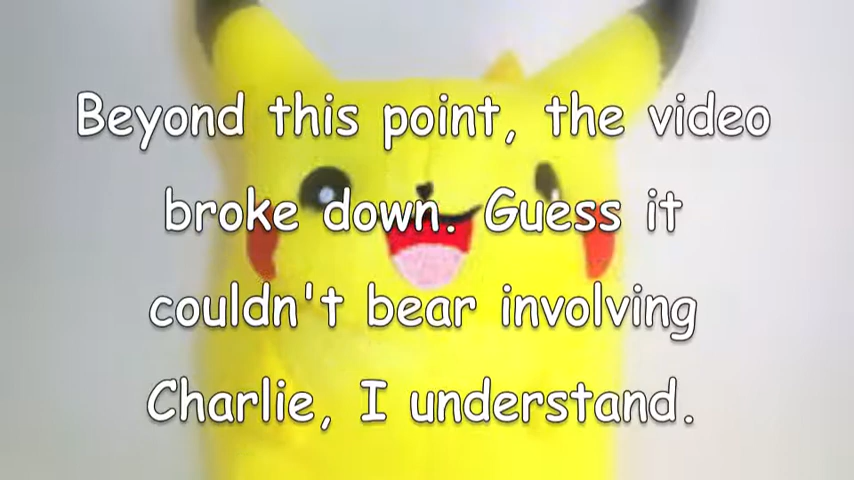 Beyond this point, the video
broke down. Guess it
couldn't bear involving
Charlie, I understand.